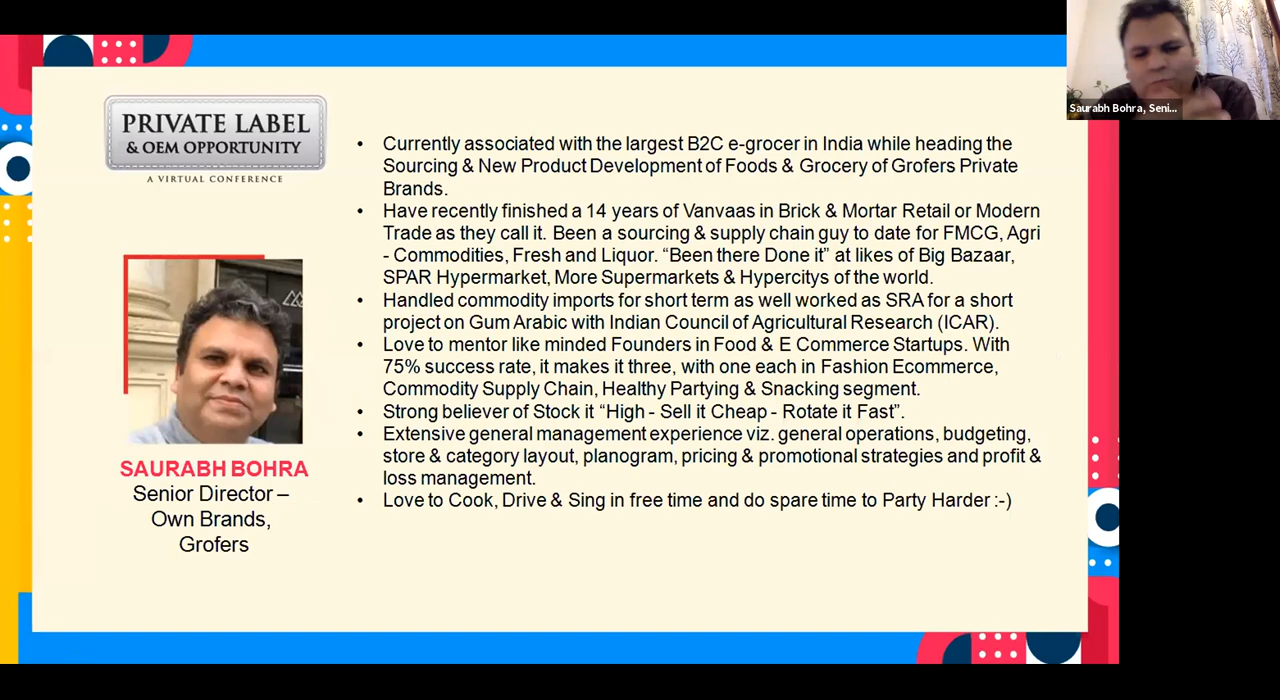 Saurabh Bohra, Seni...
PRIVATE LABEL
& OEM OPPORTUNITY
A VIRTUAL CONFERENCE
SAURABH BOHRA
Senior Director –
Own Brands,
Grofers
• Currently associated with the largest B2C e-grocer in India while heading the
Sourcing & New Product Development of Foods & Grocery of Grofers Private
Brands.
• Have recently finished a 14 years of Vanvaas in Brick & Mortar Retail or Modern
Trade as they call it. Been a sourcing & supply chain guy to date for FMCG, Agri
- Commodities, Fresh and Liquor. “Been there Done it” at likes of Big Bazaar,
SPAR Hypermarket, More Supermarkets & Hypercitys of the world.
• Handled commodity imports for short term as well worked as SRA for a short
project on Gum Arabic with Indian Council of Agricultural Research (ICAR).
• Love to mentor like minded Founders in Food & E Commerce Startups. With
75% success rate, it makes it three, with one each in Fashion Ecommerce,
Commodity Supply Chain, Healthy Partying & Snacking segment.
• Strong believer of Stock it “High - Sell it Cheap - Rotate it Fast”.
• Extensive general management experience viz. general operations, budgeting,
store & category layout, planogram, pricing & promotional strategies and profit &
loss management.
• Love to Cook, Drive & Sing in free time and do spare time to Party Harder :-)